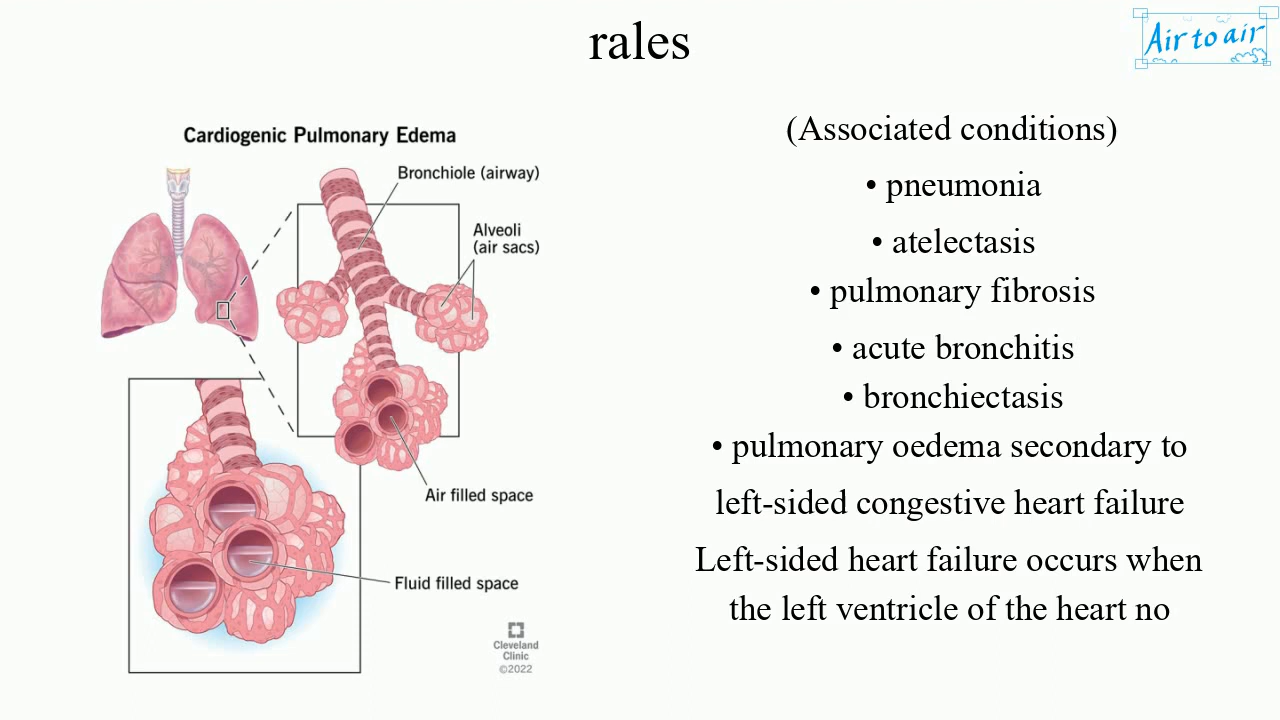 rales
Air to air
Cardiogenic Pulmonary Edema
Bronchiole (airway)
Alveoli
(air sacs)
Air filled space
Fluid filled space
Cleveland
Clinic
©2022
(Associated conditions)
• pneumonia
• atelectasis
• pulmonary fibrosis
• acute bronchitis
• bronchiectasis
• pulmonary oedema secondary to
left-sided congestive heart failure
Left-sided heart failure occurs when
the left ventricle of the heart no